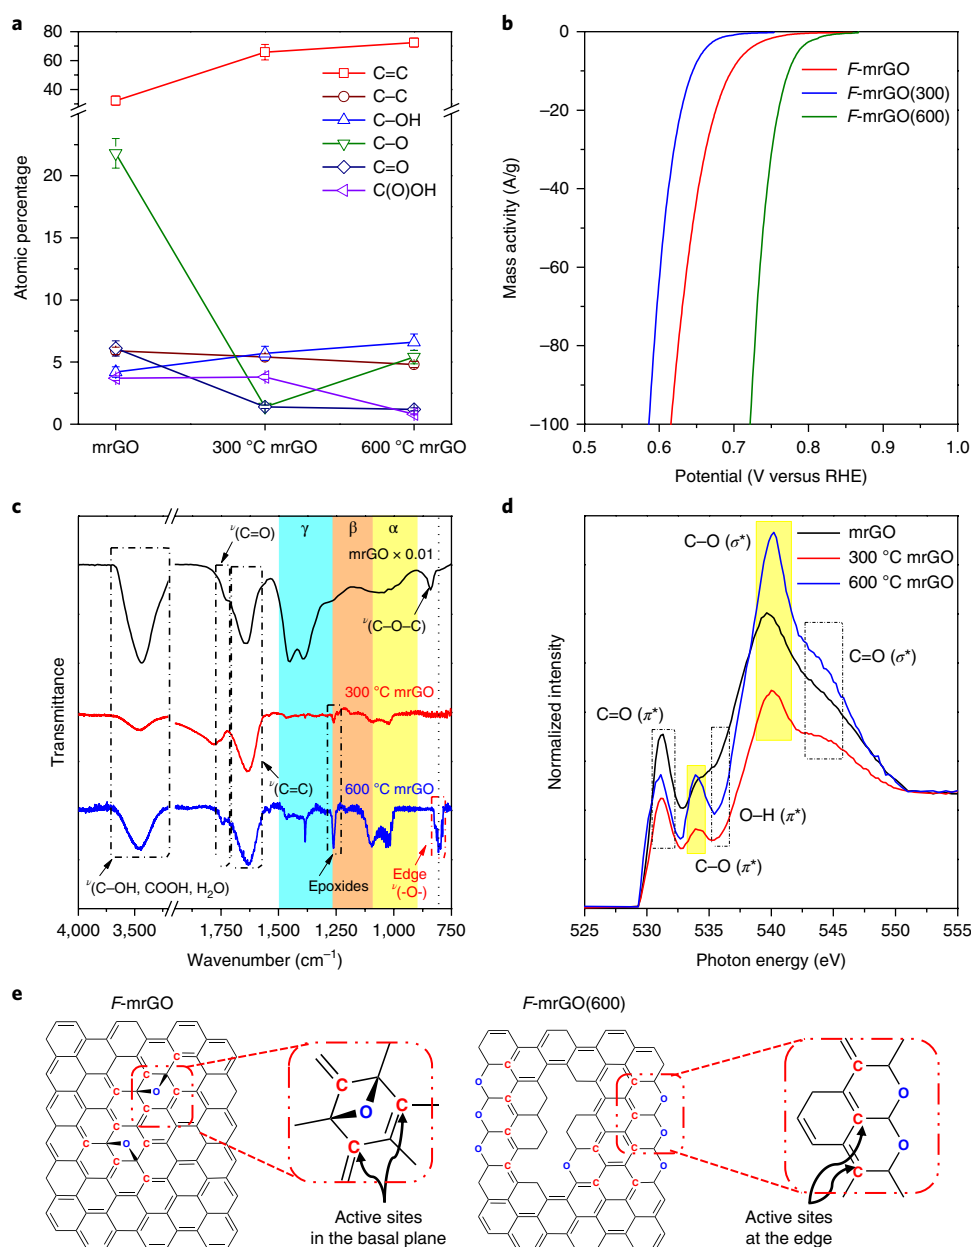 a
80
60
40
20
15
10
5
0
Atomic percentage
mrGO
300 °C mrGO
600 °C mrGO
C=C
C–C
C–OH
C–O
C=O
C(O)OH
b
0
−20
−40
−60
−80
−100
Mass activity (A/g)
0.5 0.6 0.7 0.8 0.9 1.0
Potential (V versus RHE)
F-mrGO
F-mrGO(300)
F-mrGO(600)
c
γ β α
ν(C=O)
mrGO × 0.01
ν(C–O–C)
300 °C mrGO
ν(C=C)
600 °C mrGO
ν(C–OH, COOH, H2O)
Epoxides
Edge
ν(-O-)
Transmittance
4,000 3,500 1,750 1,500 1,250 1,000 750
Wavenumber (cm–1)
d
mrGO
300 °C mrGO
600 °C mrGO
C–O (σ*)
C=O (σ*)
C=O (π*)
O–H (π*)
C–O (π*)
Normalized intensity
525 530 535 540 545 550 555
Photon energy (eV)
e
F-mrGO
C
C
C
O
C
C
C
C
O
C
C
C
C
C
C
O
C
C
Active sites
in the basal plane
F-mrGO(600)
O
O
O
O
C
C
O
C
C
O
C
C
O
O
C
C
C
C
C
O
C
O
C
Active sites
at the edge